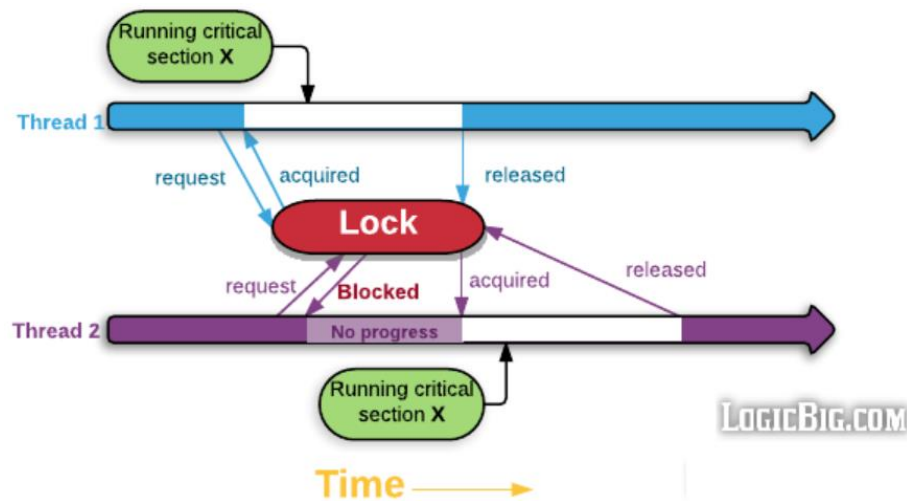 Running critical
section X
Thread 1
request
acquired
released
Lock
request
Blocked
acquired
released
Thread 2
No progress
Running critical
section X
LogicBig.com
Time